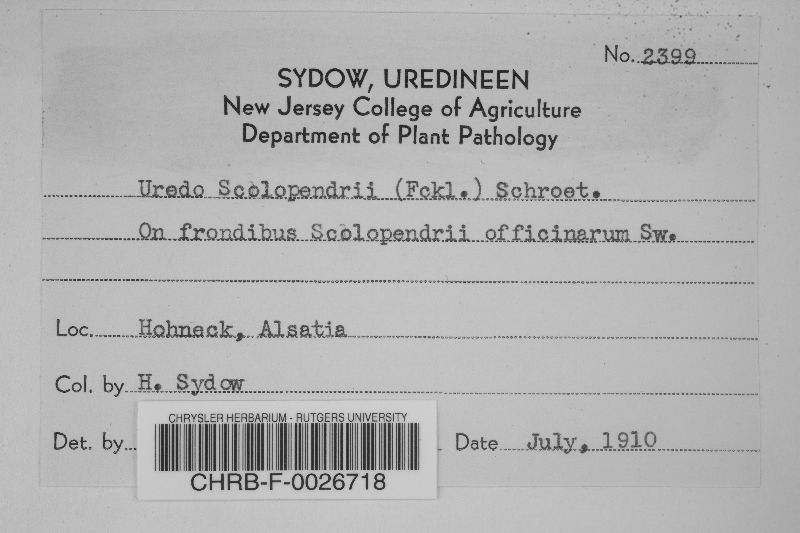 No. 2399
SYDOW, UREDINEEN
New Jersey College of Agriculture
Department of Plant Pathology
Uredo Scolopendrii (Fckl.) Schroet.
On frondibus Scolopendrii officinarum Sw.
Loc. Hohneck, Alsatia
Col. by H. Sydow
Det. by Date July, 1910
CHRYSLER HERBARIUM - RUTGERS UNIVERSITY
CHRB-F-0026718